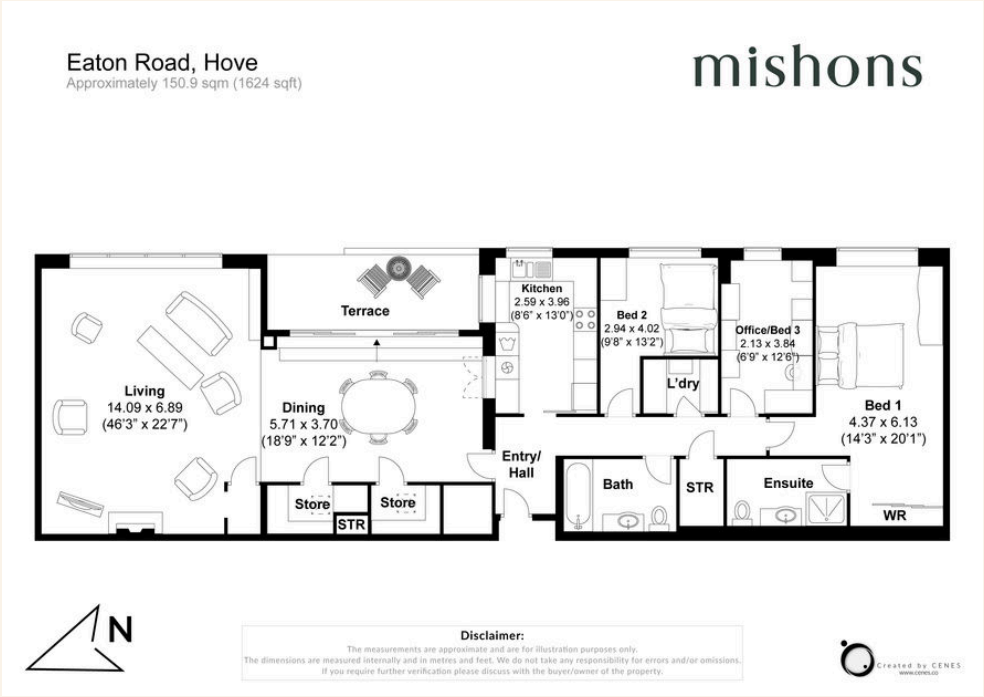 Eaton Road, Hove
Approximately 150.9 sqm (1624 sqft)
mishons
Terrace
Kitchen
2.59 x 3.96
(8'6" x 13'0")
Bed 2
2.94 x 4.02
(9'8" x 13'2")
Office/Bed 3
2.13 x 3.84
(6'9" x 12'6")
L'dry
Living
14.09 x 6.89
(46'3" x 22'7")
Dining
5.71 x 3.70
(18'9" x 12'2")
Bed 1
4.37 x 6.13
(14'3" x 20'1")
Entry/
Hall
Bath
STR
Ensuite
WR
Store
Store
STR
N
Disclaimer:
The measurements are approximate and are for illustration purposes only.
The dimensions are measured internally and in metres and feet. We do not take any responsibility for errors and/or omissions.
If you require further verification please discuss with the buyer/owner of the property.
Created by CENES
www.cenes.co